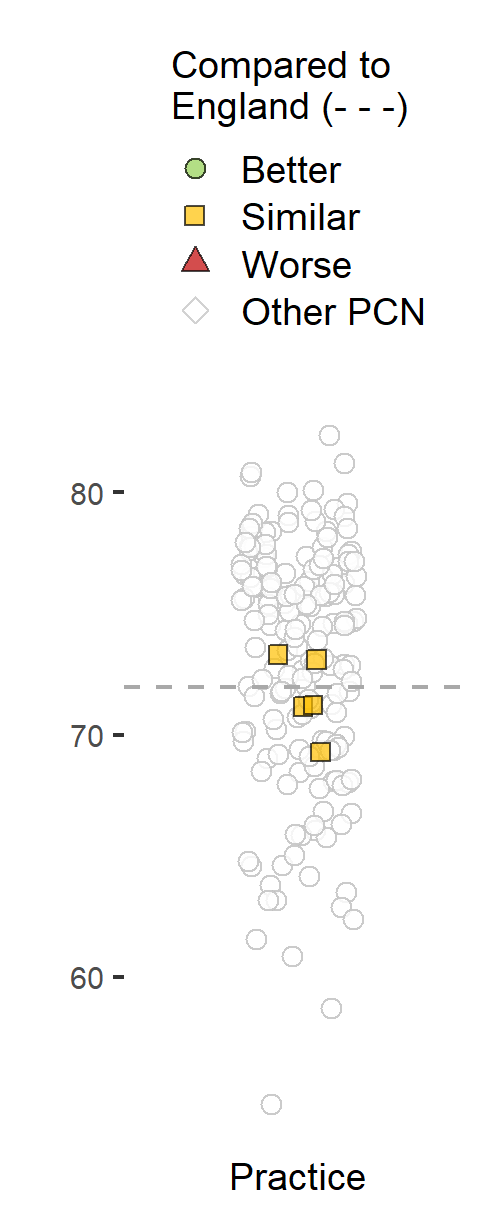 Compared to
England (- - -)
Better
Similar
Worse
Other PCN
80
70
60
Practice